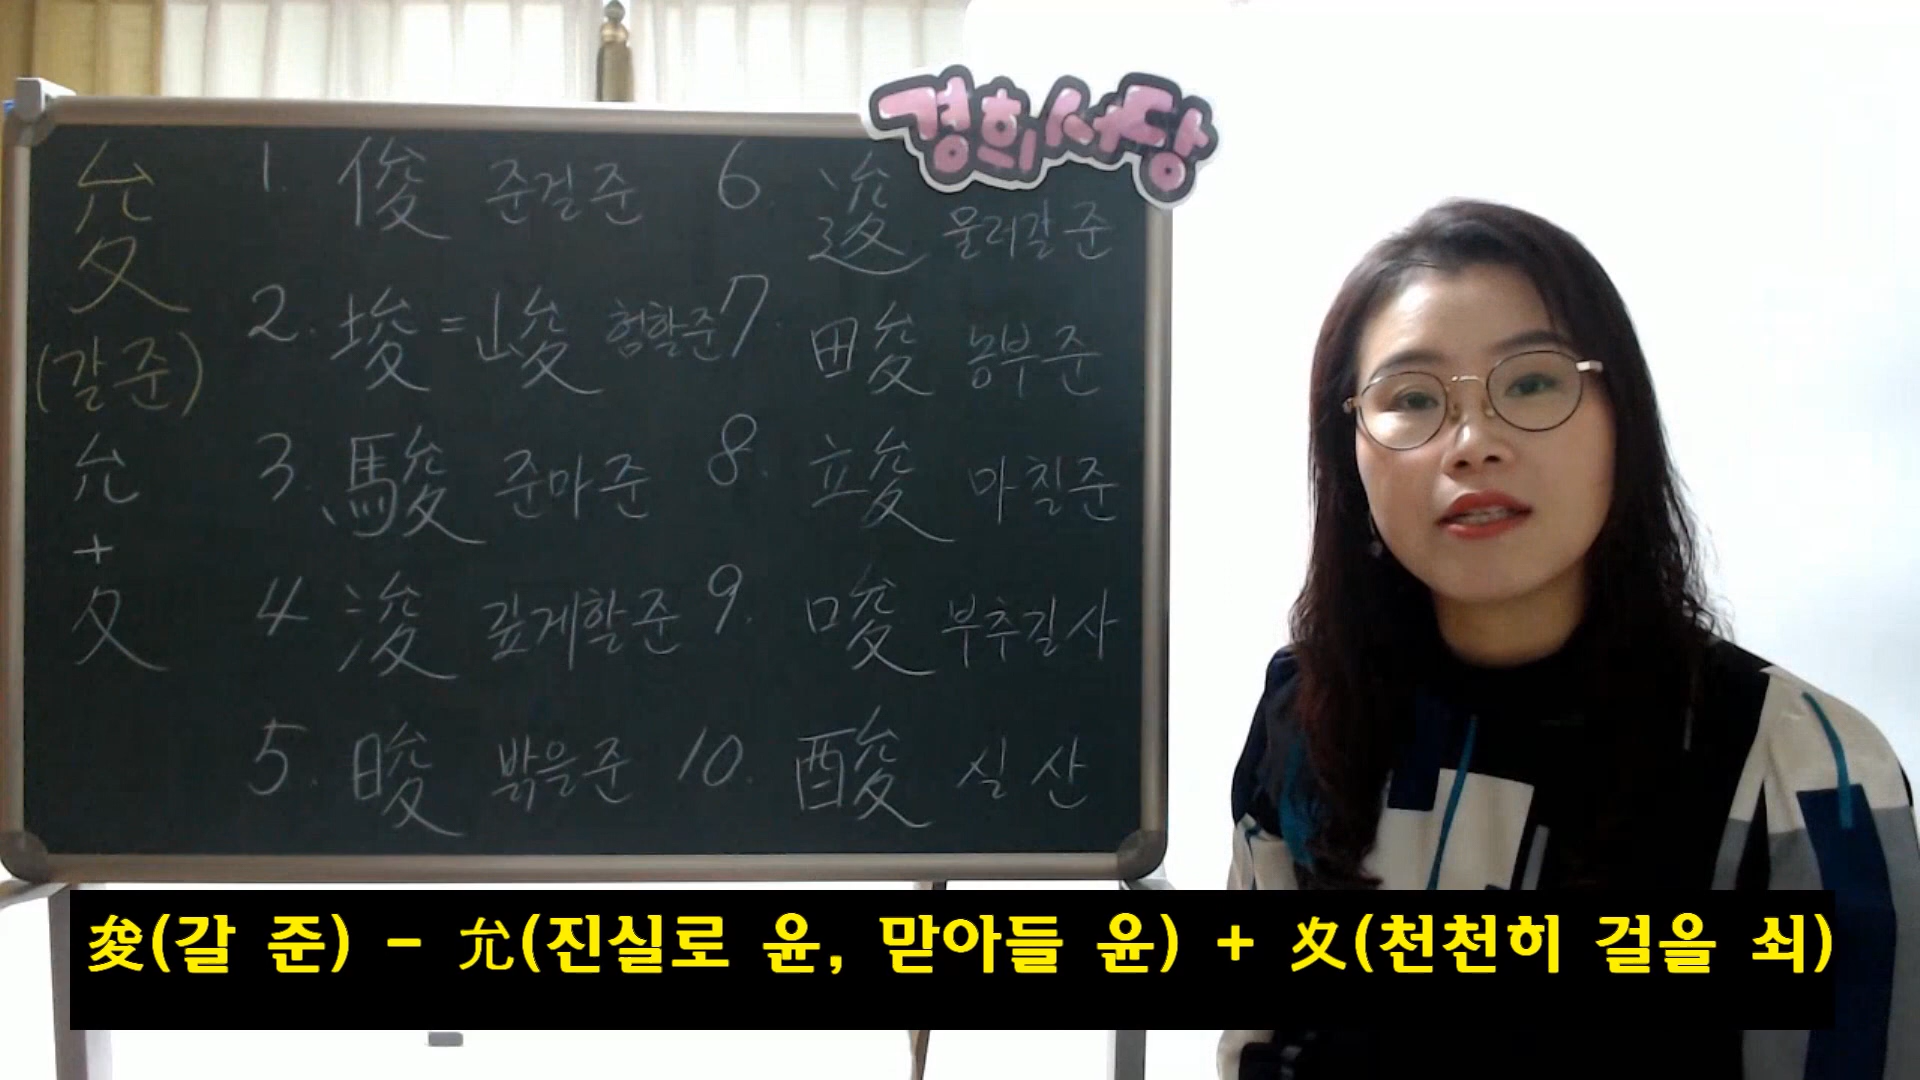 경희서당
夋
(갈준)
允
+
夊
1. 俊 준걸준
2. 埈 = 峻 험할준
3. 駿 준마준
4. 浚 깊게할준
5. 晙 밝을준
6. 逡 물러갈준
7. 畯 농부준
8. 竣 마칠준
9. 唆 부추길사
10. 酸 실산
夋(갈 준) - 允(진실로 윤, 맏아들 윤) + 夊(천천히 걸을 쇠)